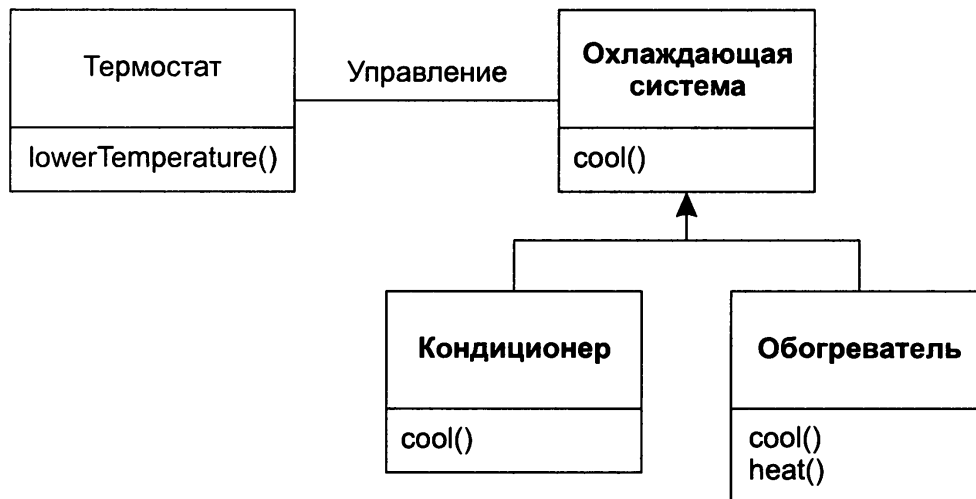 Термостат
lowerTemperature()
Управление
Охлаждающая
система
cool()
Кондиционер
cool()
Обогреватель
cool()
heat()